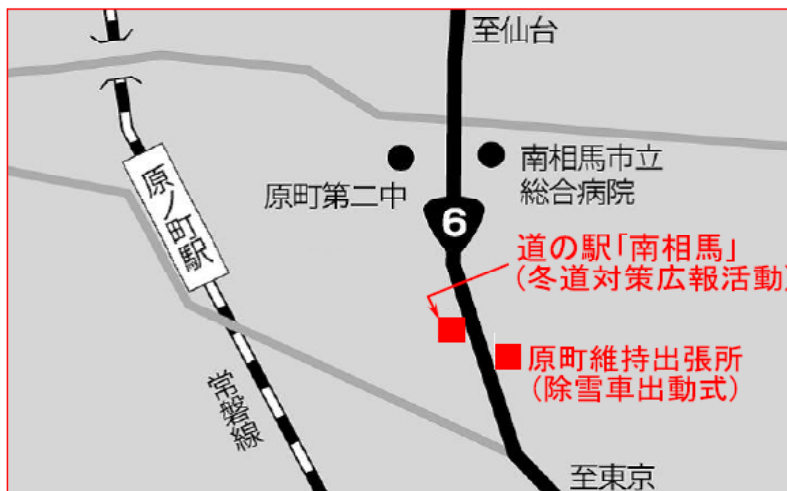 至仙台
南相馬市立
総合病院
原町第二中
原ノ町駅
6
道の駅「南相馬」
(冬道対策広報活動)
原町維持出張所
(除雪車出動式)
常磐線
至東京